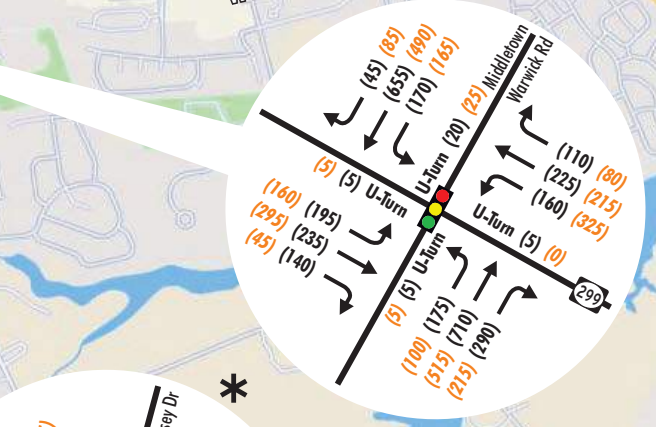 (45) (85)
(655) (490)
(170) (165)
U-Turn (20) (25) Middletown
Warwick Rd
(110) (80)
(225) (215)
(160) (325)
U-Turn (5) (0)
299
(5) (5) U-Turn
(160) (195)
(295) (235)
(45) (140)
(5) (5) U-Turn
(100) (175)
(515) (710)
(215) (290)
*
sey Dr